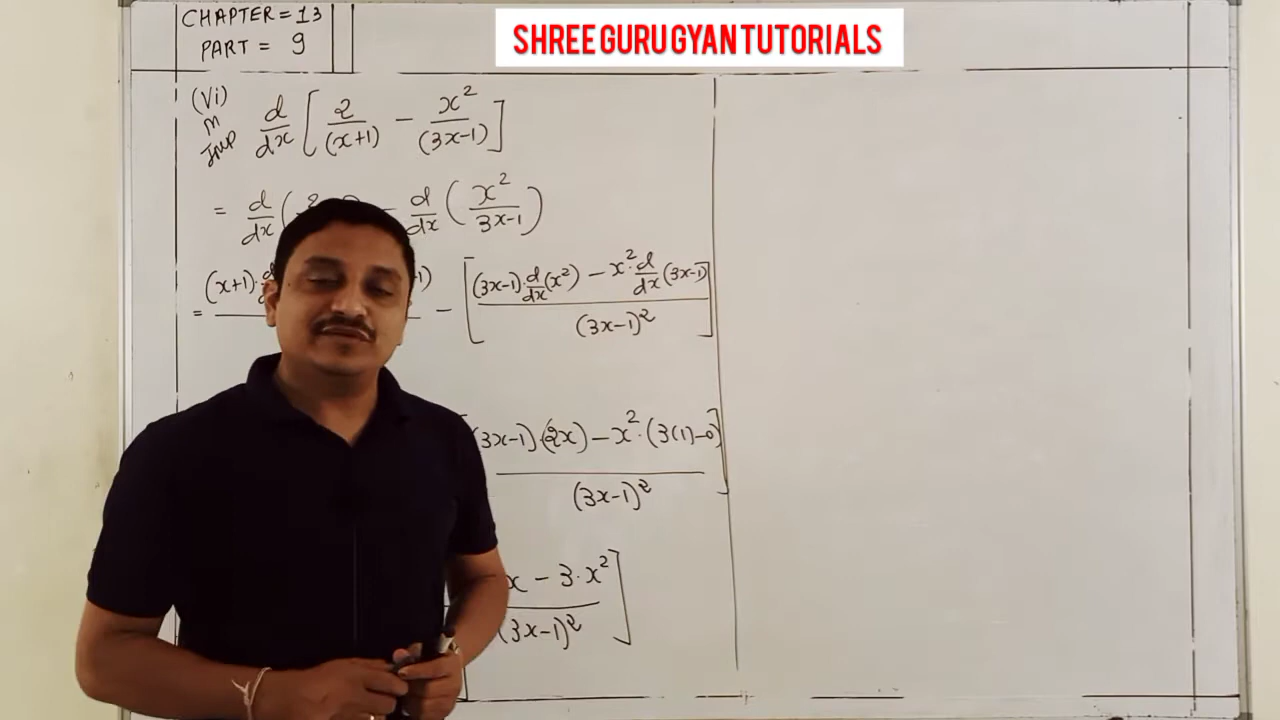 CHAPTER = 13
PART = 9
SHREE GURU GYAN TUTORIALS
(vi) d/dx [ 2/(x+1) − x²/(3x-1) ]
M
Imp
= d/dx ( − d/dx ( x²/3x-1 )
= (x+1)· − [ (3x-1)·d/dx(x²) − x²·d/dx(3x-1) / (3x-1)² ]
(3x-1)·(2x) − x²·(3(1)-0) / (3x-1)² ]
x − 3·x² / (3x-1)² ]